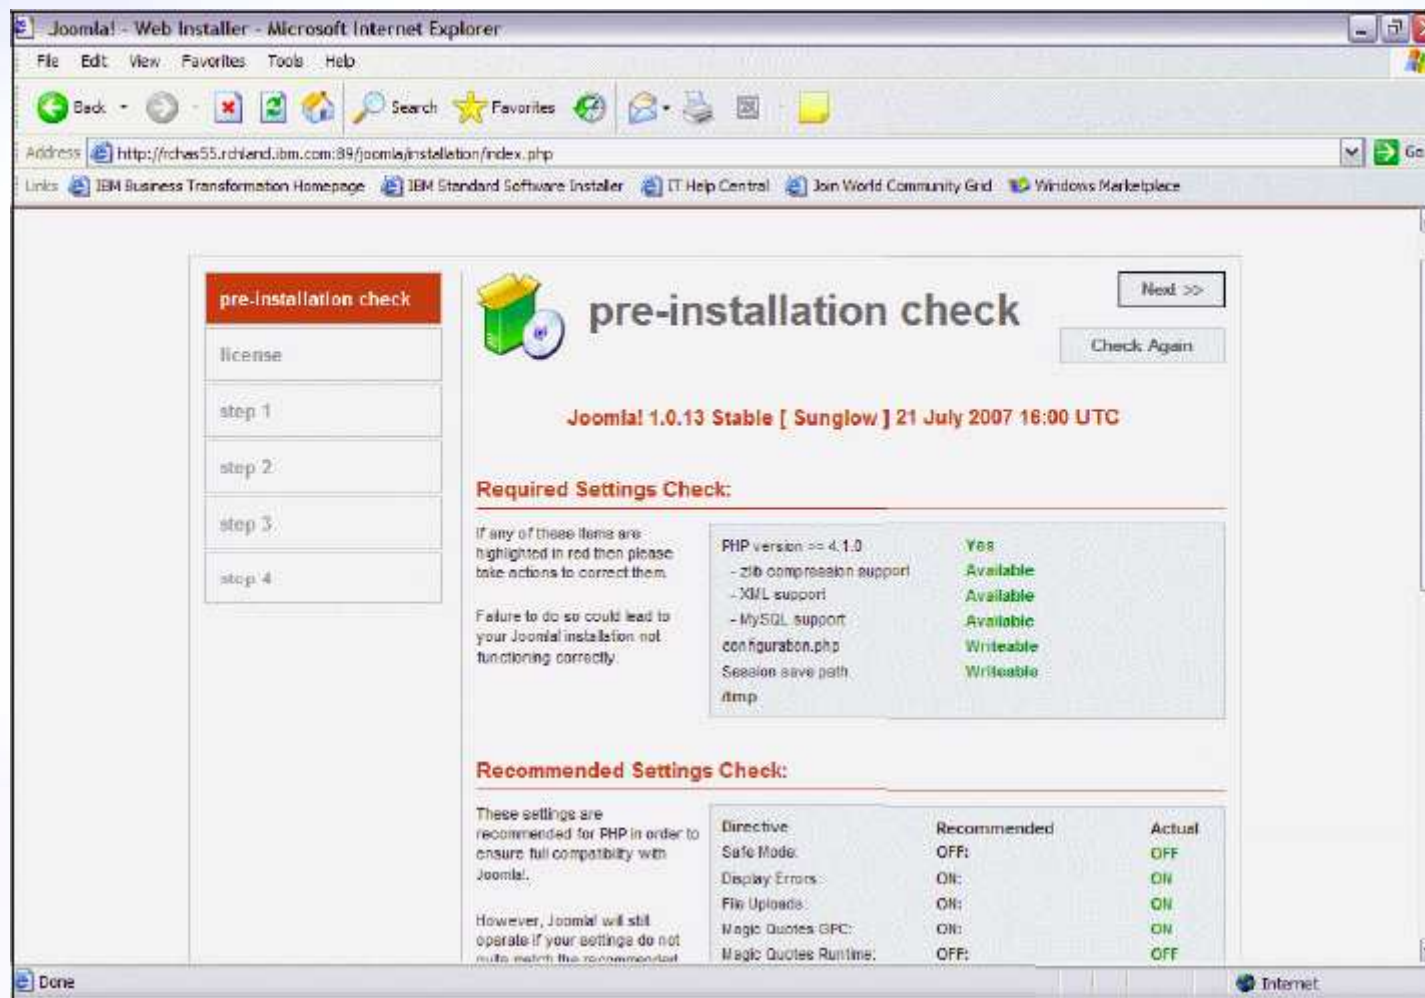 Joomla! - Web Installer - Microsoft Internet Explorer
File Edit View Favorites Tools Help
Back Search Favorites
Address http://rchas55.rchland.ibm.com:89/joomla/installation/index.php Go
Links IBM Business Transformation Homepage IBM Standard Software Installer IT Help Central Join World Community Grid Windows Marketplace
pre-installation check
license
step 1
step 2
step 3
step 4
pre-installation check
Next >>
Check Again
Joomla! 1.0.13 Stable [ Sunglow ] 21 July 2007 16:00 UTC
Required Settings Check:
If any of these items are
highlighted in red then please
take actions to correct them.
Failure to do so could lead to
your Joomla! installation not
functioning correctly.
PHP version >= 4.1.0 Yes
- zlib compression support Available
- XML support Available
- MySQL support Available
configuration.php Writeable
Session save path Writeable
/tmp
Recommended Settings Check:
These settings are
recommended for PHP in order to
ensure full compatibility with
Joomla!.
However, Joomla! will still
operate if your settings do not
quite match the recommended
Directive Recommended Actual
Safe Mode: OFF: OFF
Display Errors: ON: ON
File Uploads: ON: ON
Magic Quotes GPC: ON: ON
Magic Quotes Runtime: OFF: OFF
Done Internet